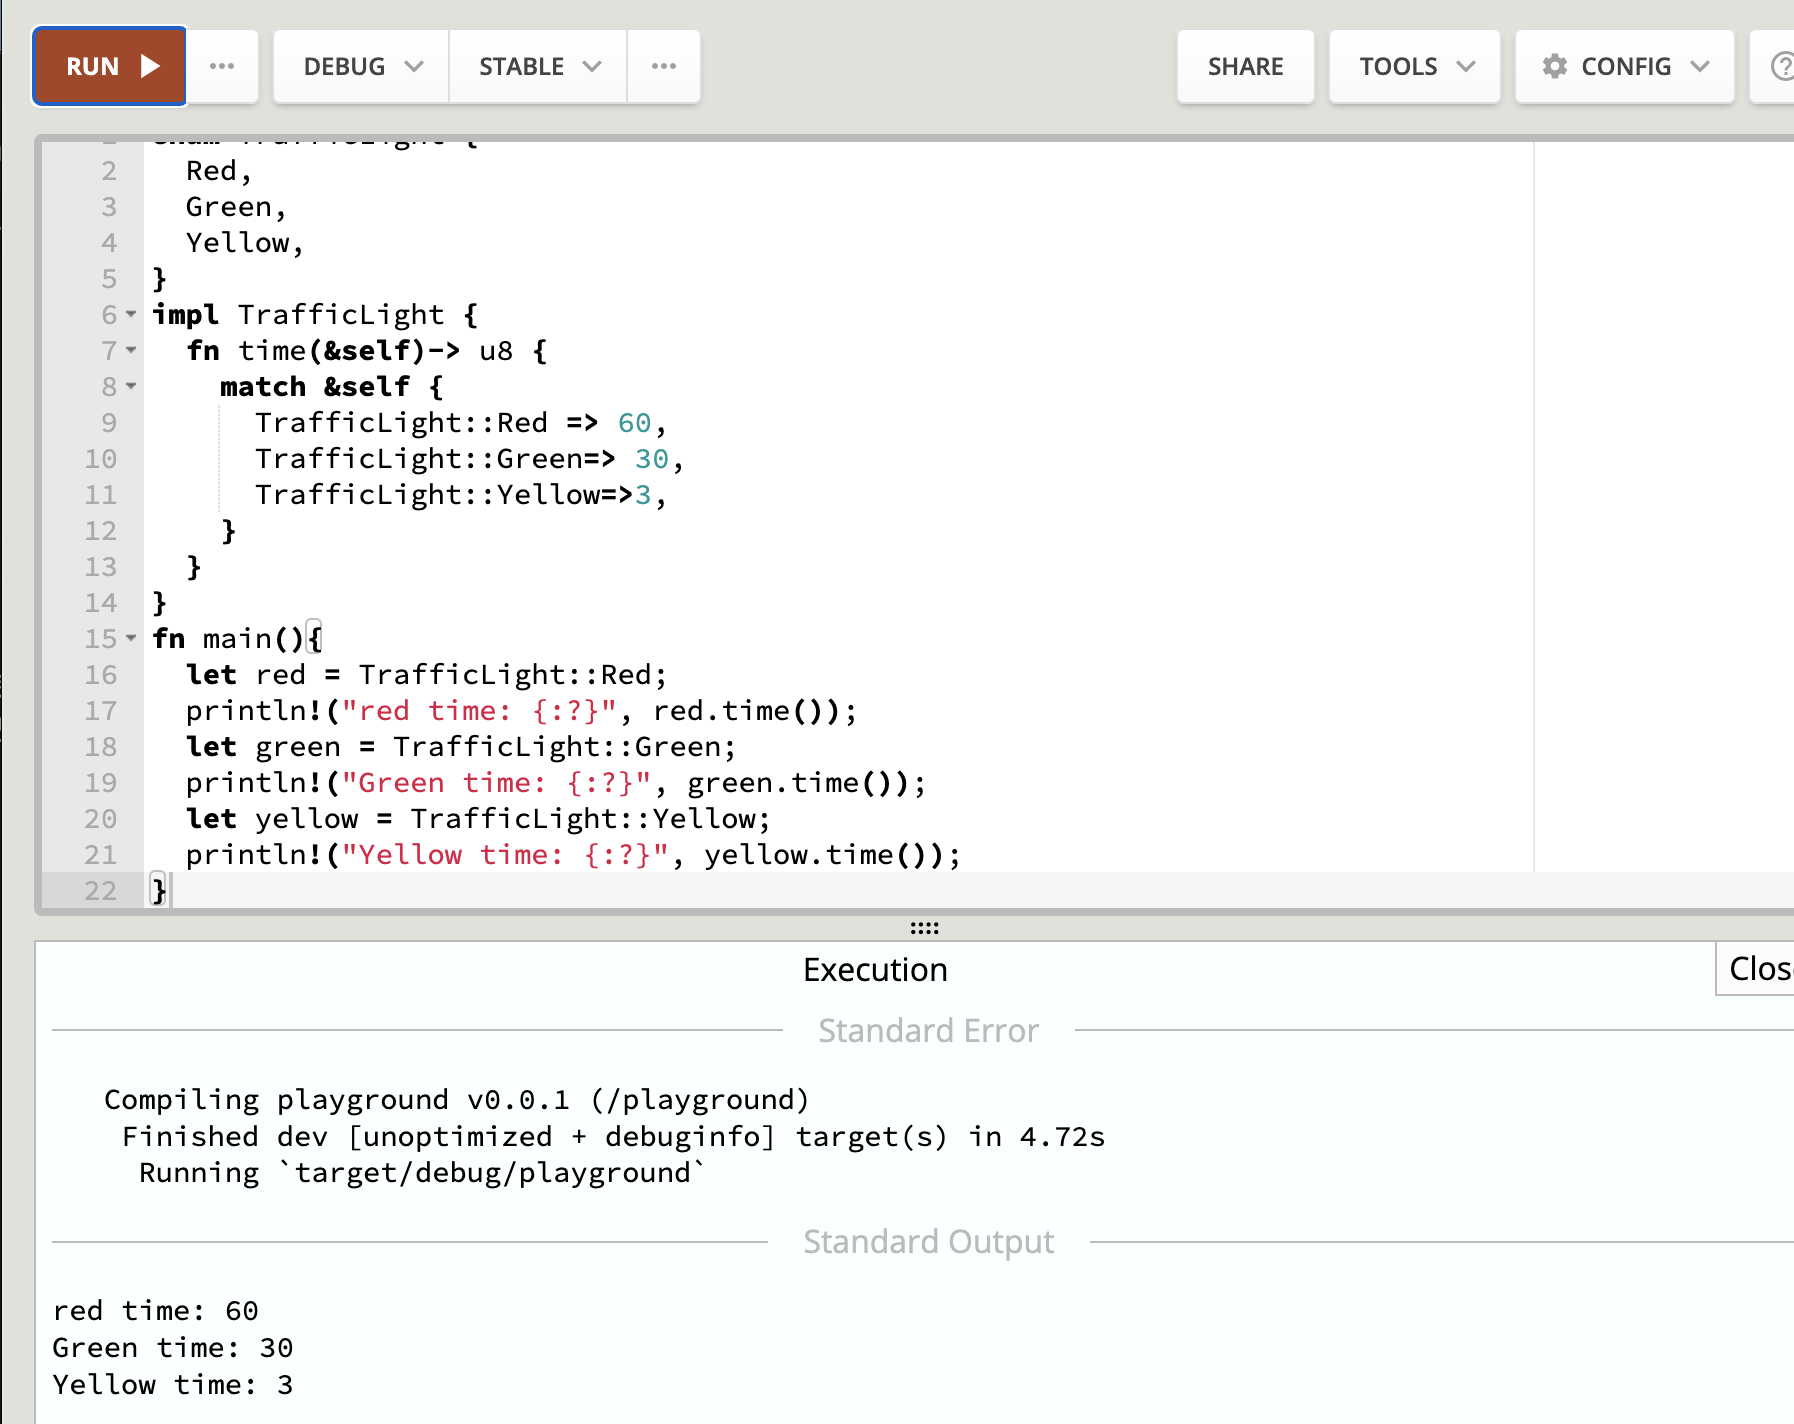 RUN ▶ ··· DEBUG STABLE ··· SHARE TOOLS CONFIG
1 enum TrafficLight {
2 Red,
3 Green,
4 Yellow,
5 }
6 impl TrafficLight {
7 fn time(&self)-> u8 {
8 match &self {
9 TrafficLight::Red => 60,
10 TrafficLight::Green=> 30,
11 TrafficLight::Yellow=>3,
12 }
13 }
14 }
15 fn main(){
16 let red = TrafficLight::Red;
17 println!("red time: {:?}", red.time());
18 let green = TrafficLight::Green;
19 println!("Green time: {:?}", green.time());
20 let yellow = TrafficLight::Yellow;
21 println!("Yellow time: {:?}", yellow.time());
22 }
Execution Clos
Standard Error
Compiling playground v0.0.1 (/playground)
Finished dev [unoptimized + debuginfo] target(s) in 4.72s
Running `target/debug/playground`
Standard Output
red time: 60
Green time: 30
Yellow time: 3